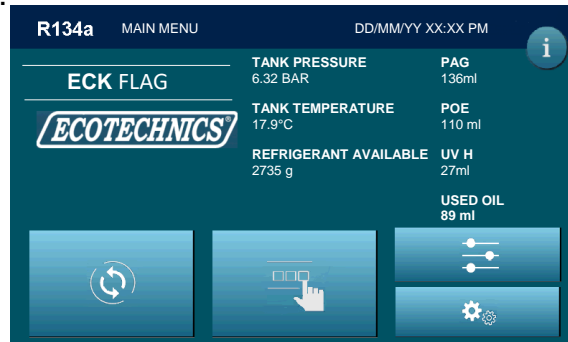 R134a MAIN MENU DD/MM/YY XX:XX PM
i
ECK FLAG
ECOTECHNICS
TANK PRESSURE
6.32 BAR
TANK TEMPERATURE
17.9°C
REFRIGERANT AVAILABLE
2735 g
PAG
136ml
POE
110 ml
UV H
27ml
USED OIL
89 ml